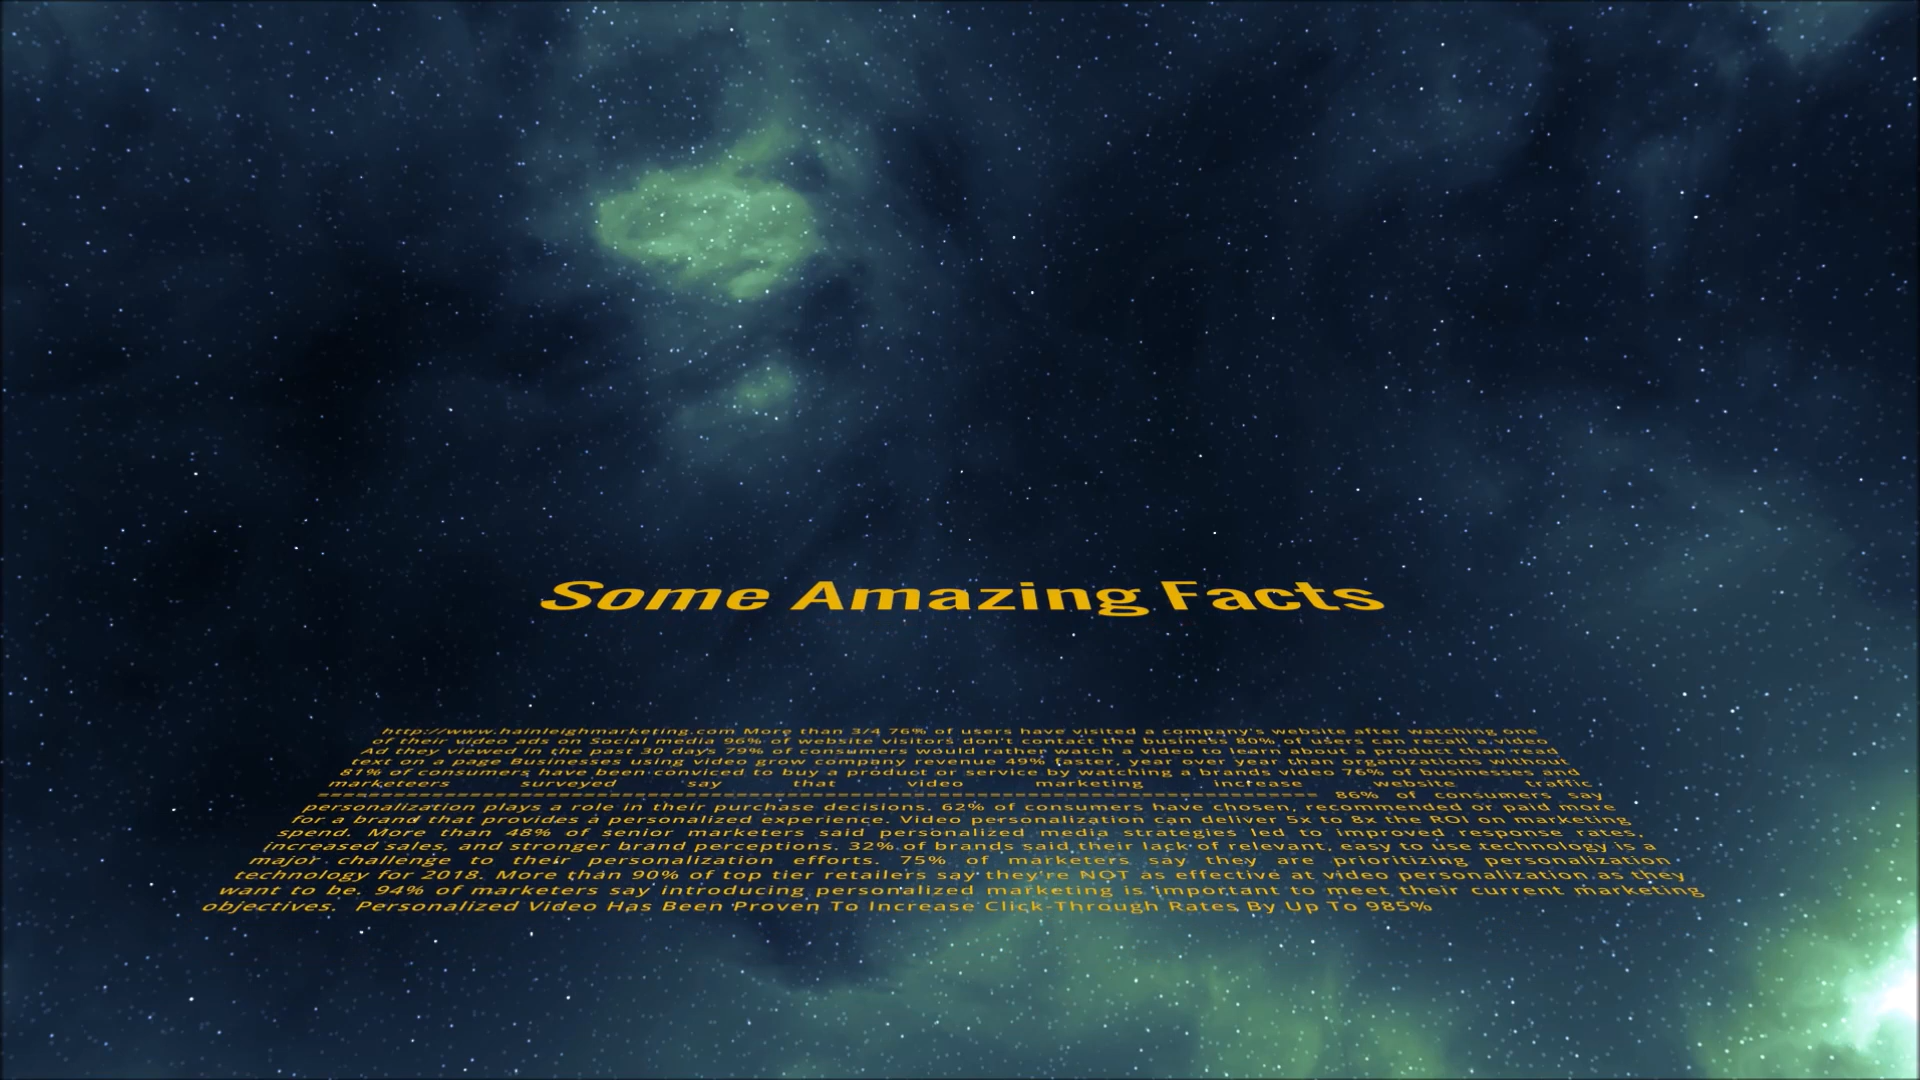 Some Amazing Facts
http://www.hainleighmarketing.com More than 3/4 76% of users have visited a company's website after watching one
of their video ads on Social media 96% of website visitors don't contact the business 80% of users can recall a video
Ad they viewed in the past 30 days 79% of consumers would rather watch a video to learn about a product than read
text on a page Businesses using video grow company revenue 49% faster, year over year than organizations without
81% of consumers have been conviced to buy a product or service by watching a brands video 76% of businesses and
marketeers surveyed say that video marketing increase website traffic
================================================================================ 86% of consumers say
personalization plays a role in their purchase decisions. 62% of consumers have chosen, recommended or paid more
for a brand that provides a personalized experience. Video personalization can deliver 5x to 8x the ROI on marketing
spend. More than 48% of senior marketers said personalized media strategies led to improved response rates,
increased sales, and stronger brand perceptions. 32% of brands said their lack of relevant, easy to use technology is a
major challenge to their personalization efforts. 75% of marketers say they are prioritizing personalization
technology for 2018. More than 90% of top tier retailers say they're NOT as effective at video personalization as they
want to be. 94% of marketers say introducing personalized marketing is important to meet their current marketing
objectives. Personalized Video Has Been Proven To Increase Click-Through Rates By Up To 985%